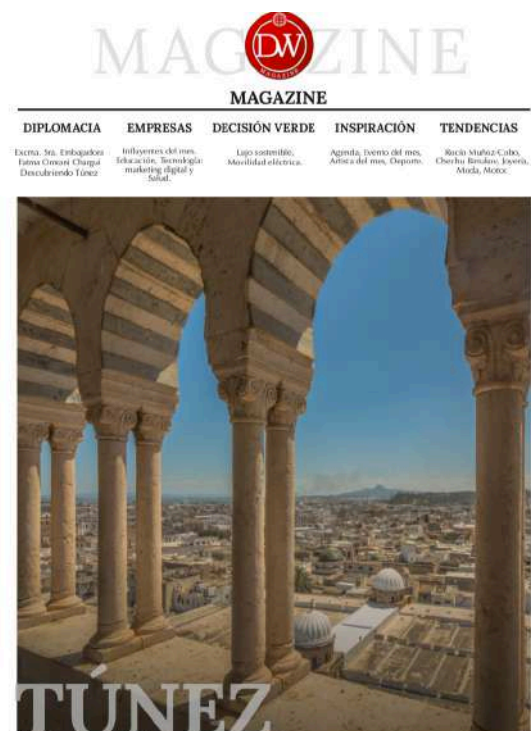 MAGAZINE
DW
MAGAZINE
MAGAZINE
DIPLOMACIA
Excma. Sra. Embajadora
Fatma Omrani Chargui
Descubriendo Túnez
EMPRESAS
Influyentes del mes.
Educación, Tecnología:
marketing digital y
Salud.
DECISIÓN VERDE
Lujo sostenible,
Movilidad eléctrica.
INSPIRACIÓN
Agenda, Evento del mes,
Artista del mes, Deporte.
TENDENCIAS
Rocío Muñoz-Cobo,
Joyería,
Moda, Motor.
TÚNEZ